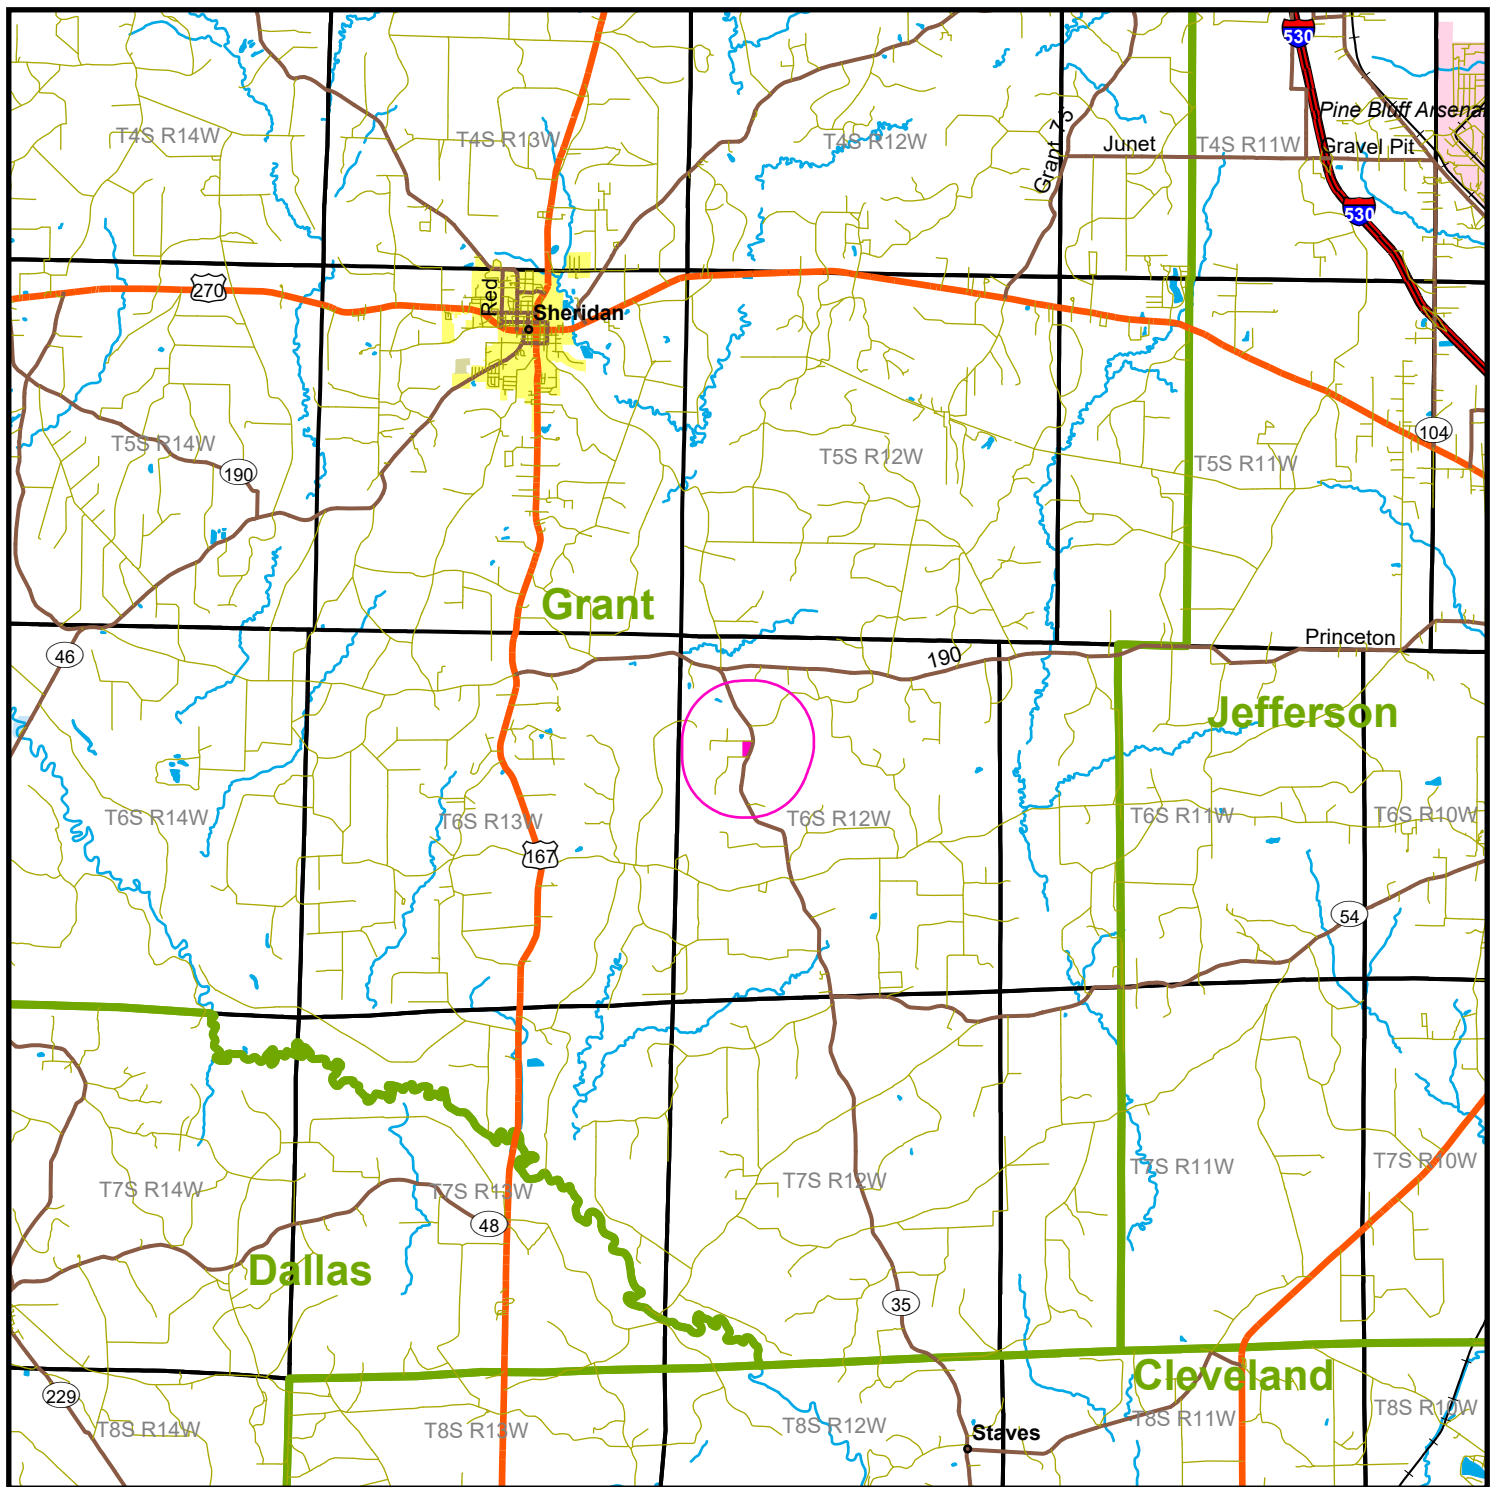 530
Pine Bluff Arsenal
T4S R14W
T4S R13W
T4S R12W
Grant 75
Junet
T4S R11W
Gravel Pit
530
270
Red
Sheridan
104
T5S R14W
190
T5S R12W
T5S R11W
Grant
46
190
Princeton
Jefferson
T6S R14W
T6S R13W
T6S R12W
T6S R11W
T6S R10W
167
54
T7S R14W
T7S R13W
T7S R12W
T7S R11W
T7S R10W
48
Dallas
35
Cleveland
229
T8S R14W
T8S R13W
T8S R12W
Staves
T8S R11W
T8S R10W